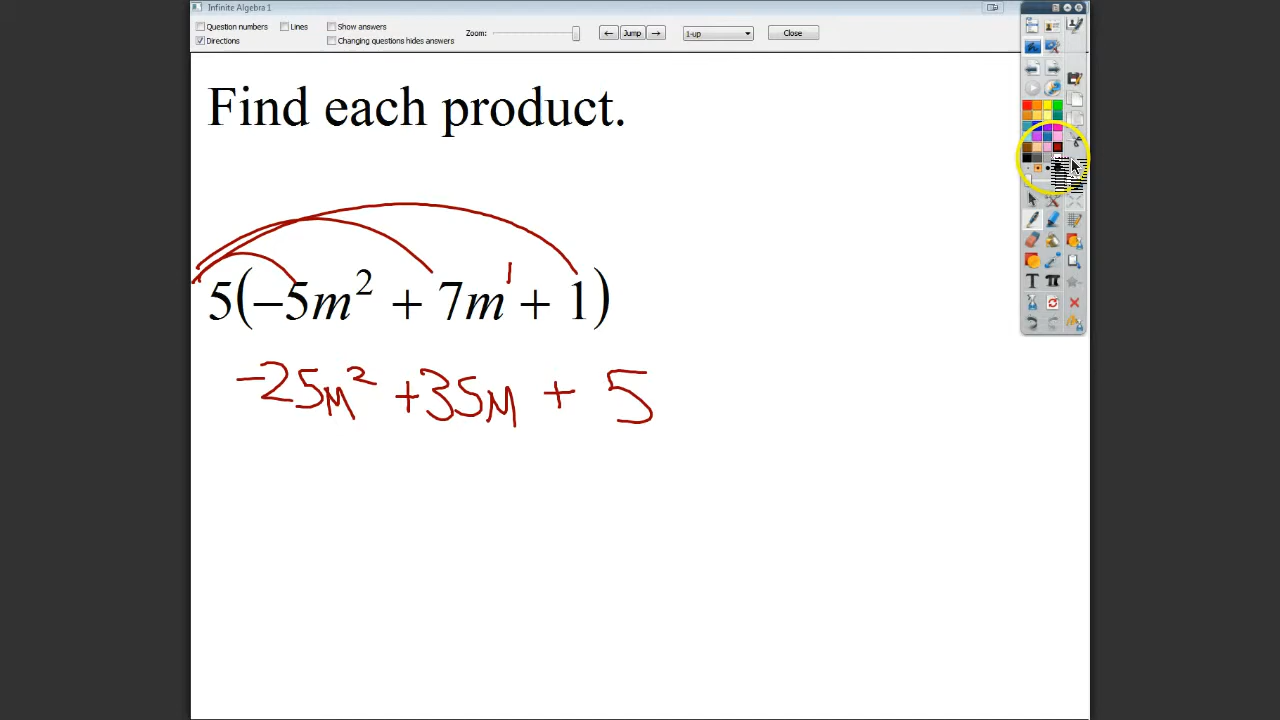 Infinite Algebra 1
Question numbers Lines Show answers
Directions Changing questions hides answers
Zoom: Jump 1-up Close
Find each product.
5(−5m² + 7m¹ + 1)
-25m² +35m + 5